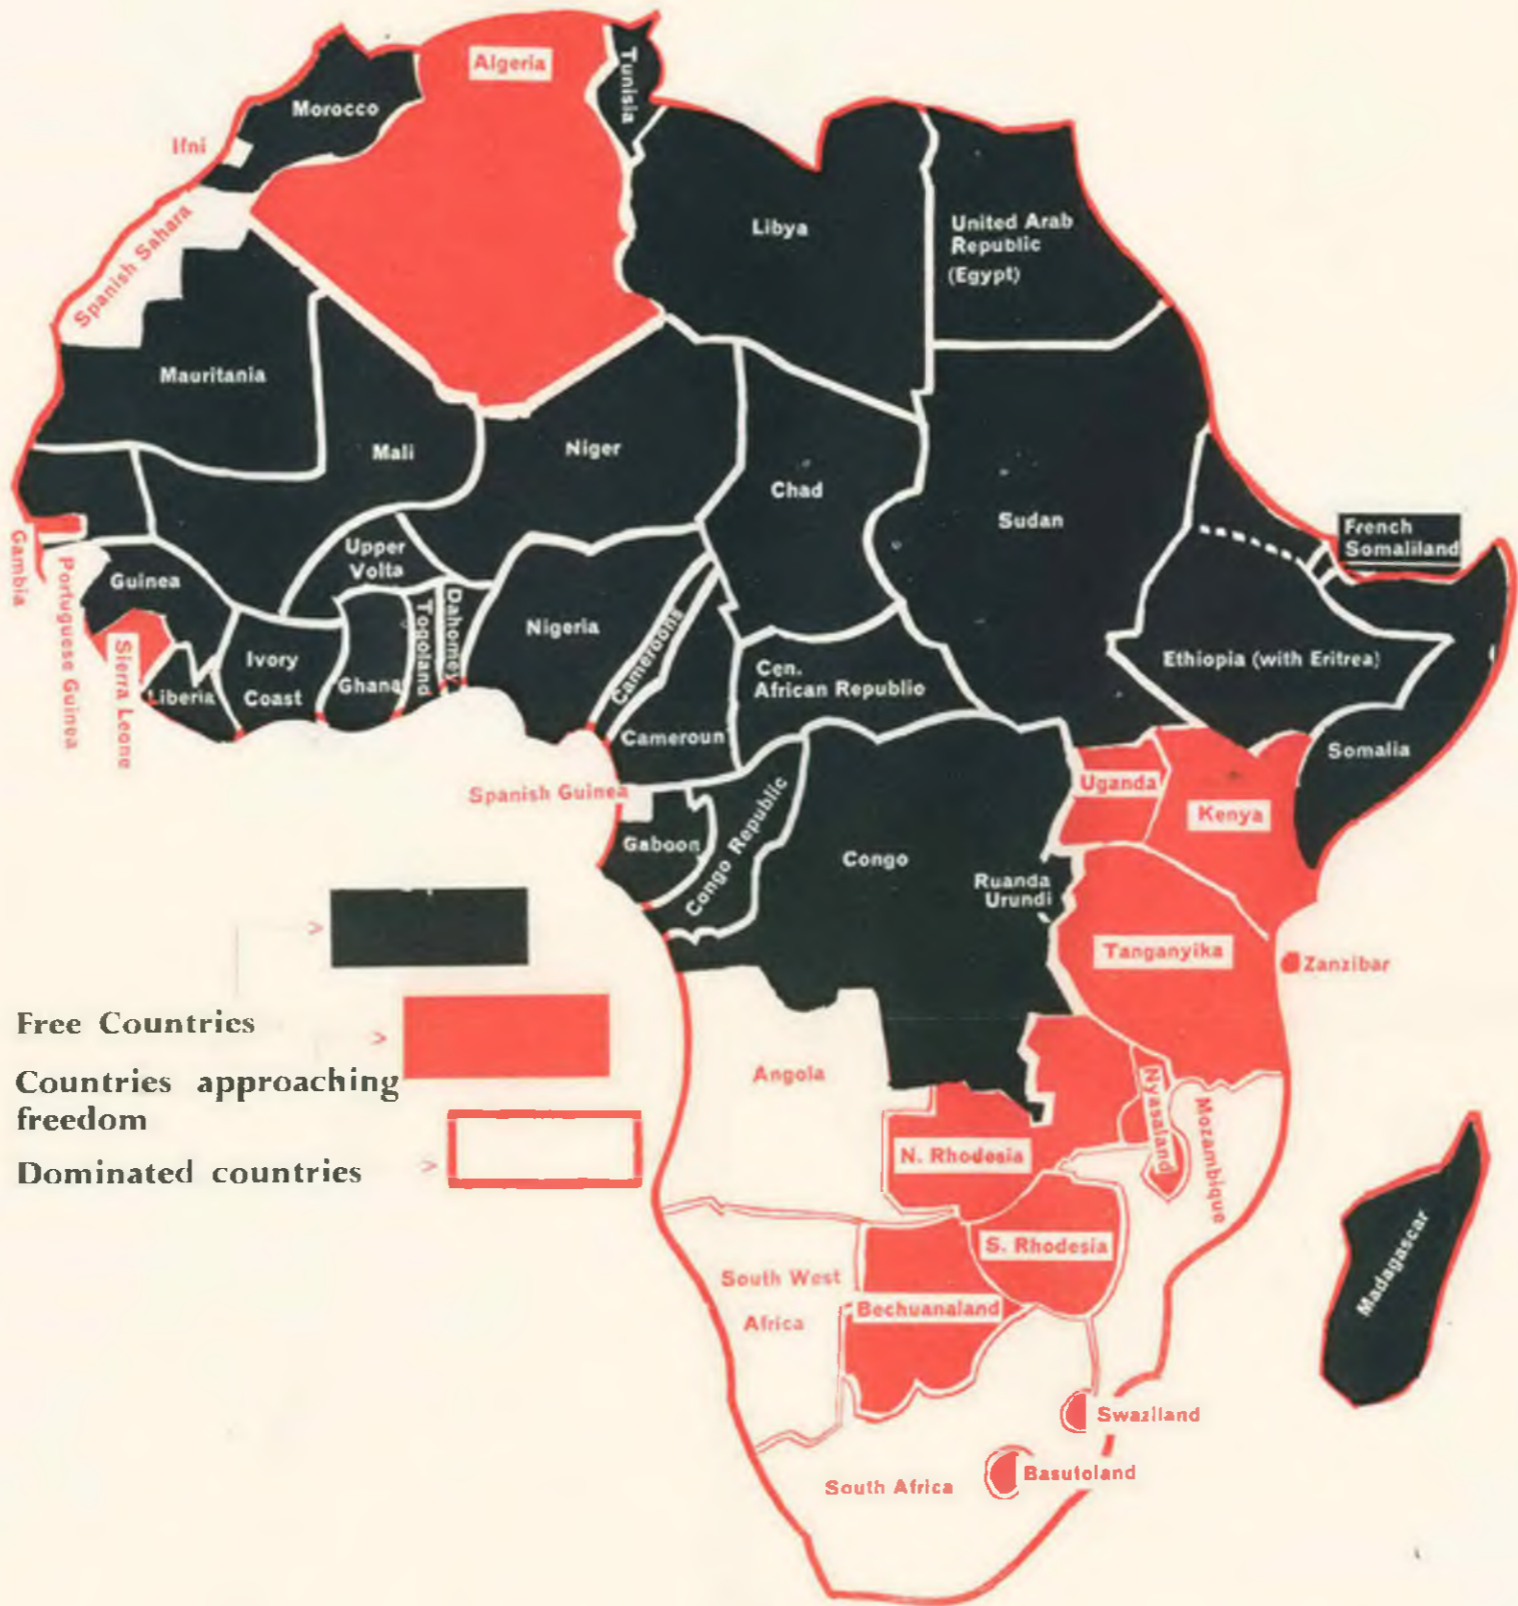 Algeria
Tunisia
Morocco
Ifni
Libya
United Arab
Republic
(Egypt)
Spanish Sahara
Mauritania
Mali
Niger
Chad
Sudan
French
Somaliland
Gambia
Portuguese Guinea
Guinea
Upper
Volta
Dahomey
Togoland
Nigeria
Cameroons
Sierra Leone
Liberia
Ivory
Coast
Ghana
Cen.
African Republic
Ethiopia (with Eritrea)
Cameroun
Somalia
Spanish Guinea
Uganda
Kenya
Gaboon
Congo Republic
Congo
Ruanda
Urundi
Tanganyika
Zanzibar
Free Countries
Countries approaching
freedom
Dominated countries
Angola
Nyasaland
Mozambique
N. Rhodesia
S. Rhodesia
South West
Africa
Bechuanaland
Madagascar
Swaziland
Basutoland
South Africa